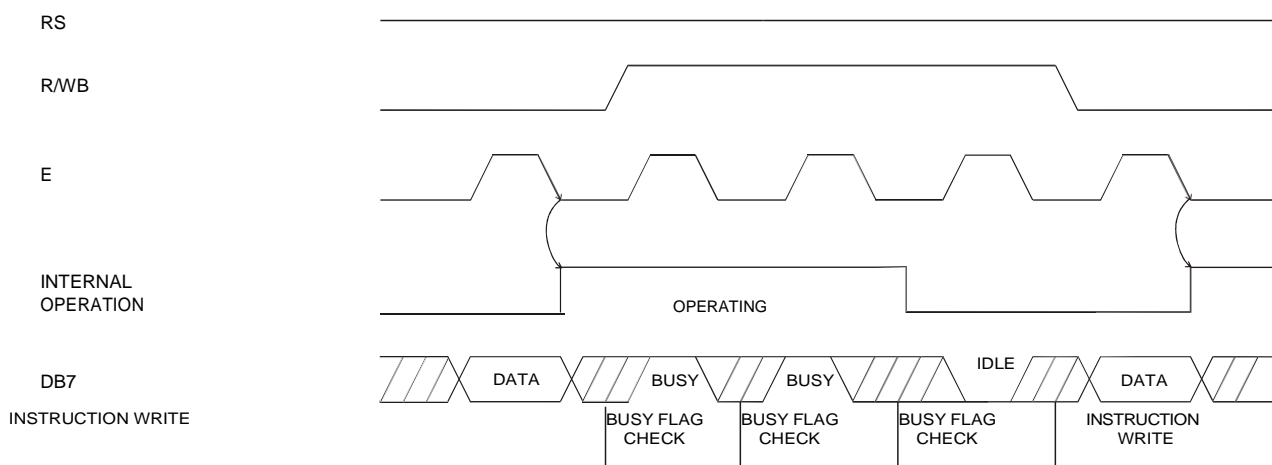 RS
R/WB
E
INTERNAL
OPERATION
OPERATING
IDLE
DB7
DATA
BUSY
BUSY
DATA
INSTRUCTION WRITE
BUSY FLAG
CHECK
BUSY FLAG
CHECK
BUSY FLAG
CHECK
INSTRUCTION
WRITE